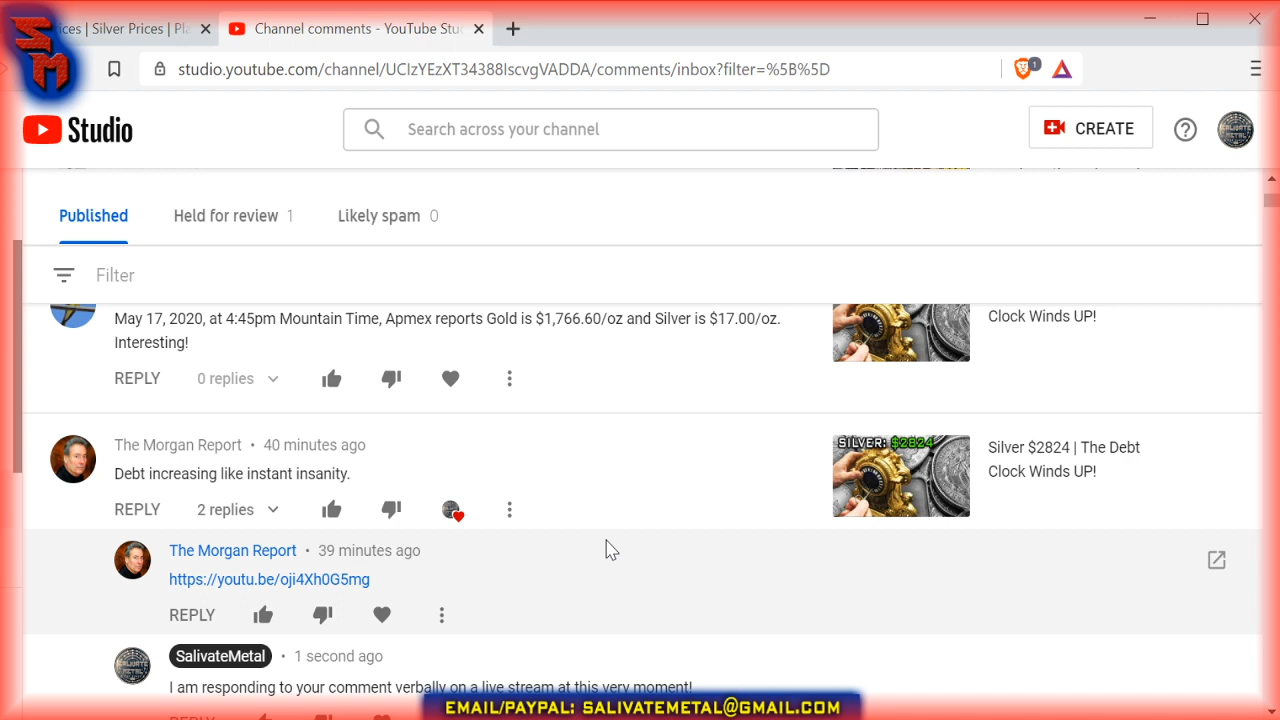 SM
ices | Silver Prices | Pla
Channel comments - YouTube Stu
studio.youtube.com/channel/UCIzYEzXT34388IscvgVADDA/comments/inbox?filter=%5B%5D
1
Studio
Search across your channel
CREATE
Published
Held for review 1
Likely spam 0
Filter
May 17, 2020, at 4:45pm Mountain Time, Apmex reports Gold is $1,766.60/oz and Silver is $17.00/oz.
Interesting!
Clock Winds UP!
REPLY
0 replies
The Morgan Report • 40 minutes ago
Debt increasing like instant insanity.
SILVER: $2824
Silver $2824 | The Debt
Clock Winds UP!
REPLY
2 replies
The Morgan Report • 39 minutes ago
https://youtu.be/oji4Xh0G5mg
REPLY
SalivateMetal • 1 second ago
I am responding to your comment verbally on a live stream at this very moment!
EMAIL/PAYPAL: SALIVATEMETAL@GMAIL.COM